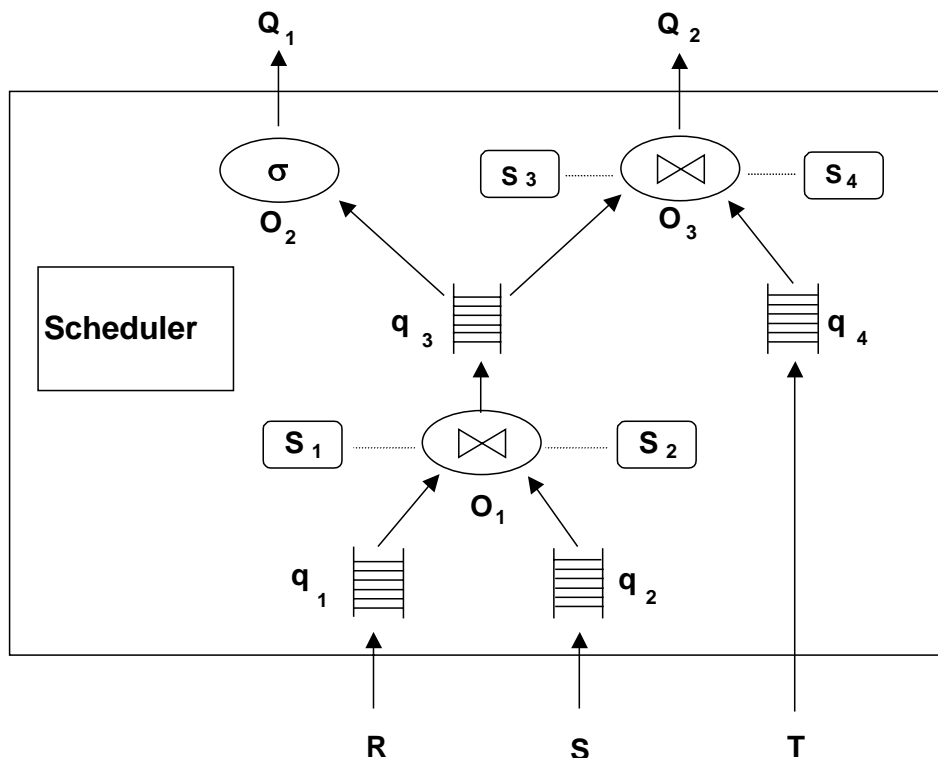 Q1 Q2
σ S3 S4
O2 O3
Scheduler q3 q4
S1 S2
O1
q1 q2
R S T